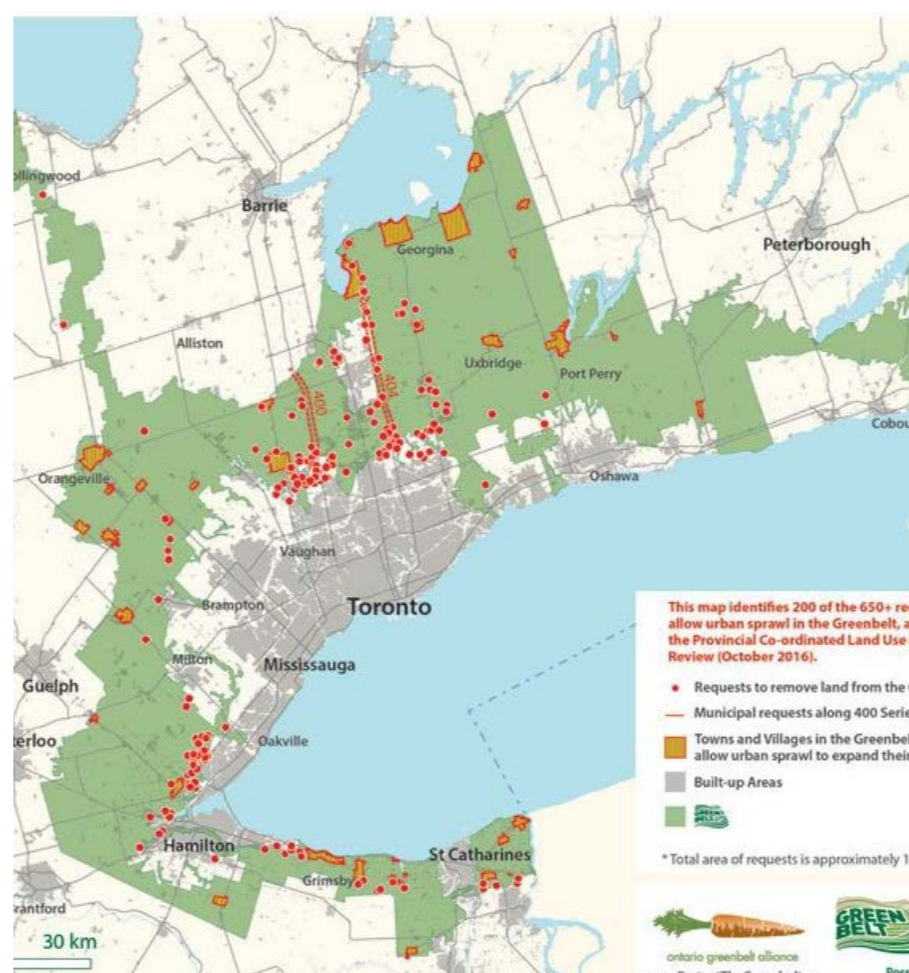 ollingwood
Barrie
Georgina
Peterborough
Alliston
400
404
Uxbridge
Port Perry
Cobou
Orangeville
Oshawa
Vaughan
Brampton
Toronto
Milton
Mississauga
Guelph
erloo
Oakville
Hamilton
Grimsby
St Catharines
rantford
30 km
This map identifies 200 of the 650+ re
allow urban sprawl in the Greenbelt, a
the Provincial Co-ordinated Land Use
Review (October 2016).
Requests to remove land from the
Municipal requests along 400 Serie
Towns and Villages in the Greenbel
allow urban sprawl to expand their
Built-up Areas
GREEN BELT
* Total area of requests is approximately 1
ontario greenbelt alliance
GREEN
BELT